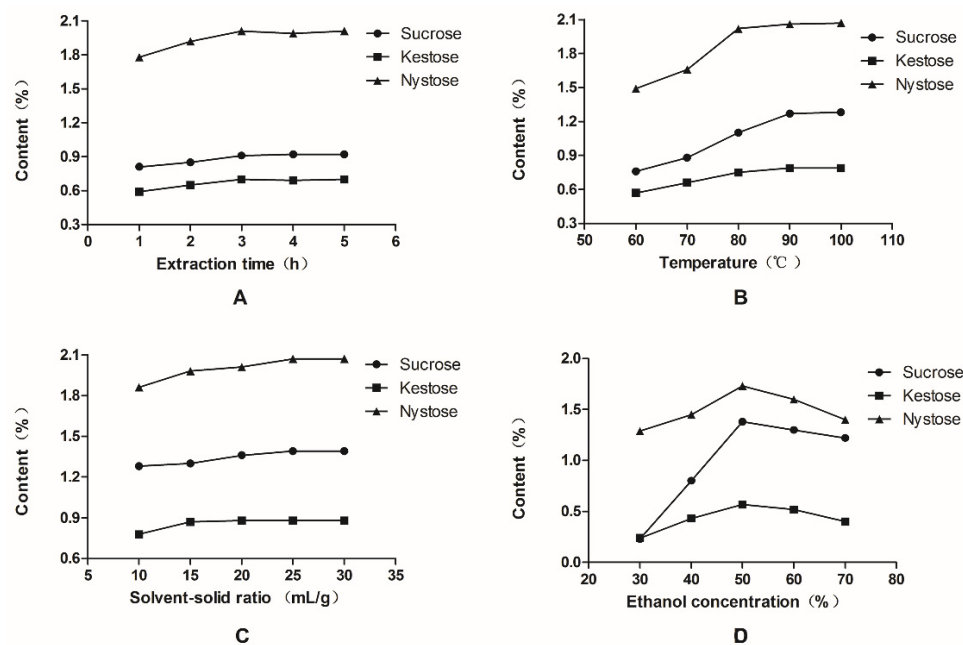 2.1
1.8
1.5
1.2
0.9
0.6
0.3
0
1
2
3
4
5
6
Content（%）
Extraction time（h）
Sucrose
Kestose
Nystose
A
2.1
1.8
1.5
1.2
0.9
0.6
0.3
50
60
70
80
90
100
110
Content（%）
Temperature（℃）
Sucrose
Kestose
Nystose
B
2.1
1.8
1.5
1.2
0.9
0.6
5
10
15
20
25
30
35
Content（%）
Solvent-solid ratio （mL/g）
Sucrose
Kestose
Nystose
C
2.0
1.5
1.0
0.5
0.0
20
30
40
50
60
70
80
Content（%）
Ethanol concentration（%）
Sucrose
Kestose
Nystose
D